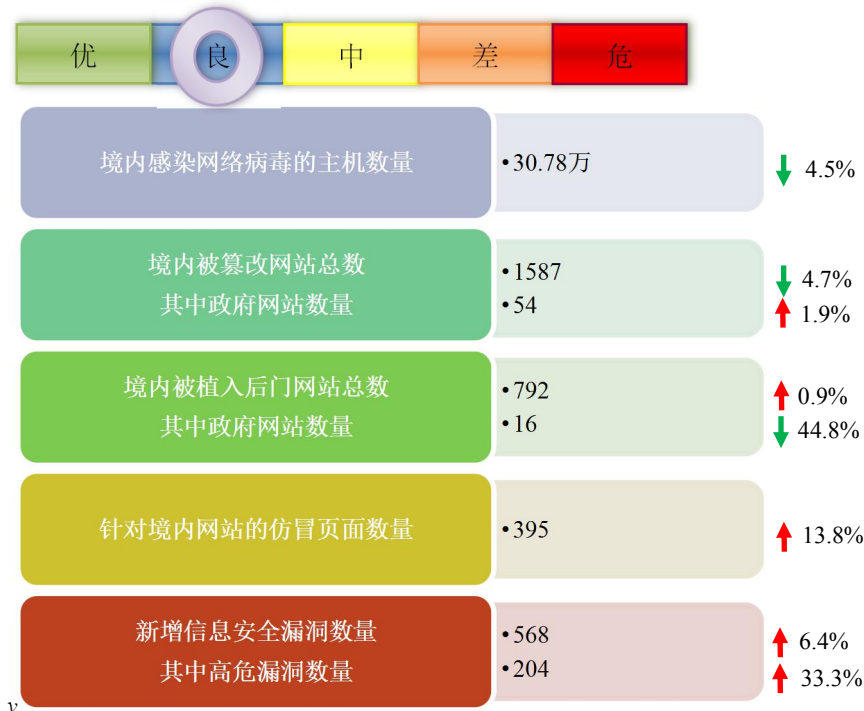 优 良 中 差 危
境内感染网络病毒的主机数量 •30.78万 4.5%
境内被篡改网站总数 •1587 4.7%
其中政府网站数量 •54 1.9%
境内被植入后门网站总数 •792 0.9%
其中政府网站数量 •16 44.8%
针对境内网站的仿冒页面数量 •395 13.8%
新增信息安全漏洞数量 •568 6.4%
其中高危漏洞数量 •204 33.3%
v